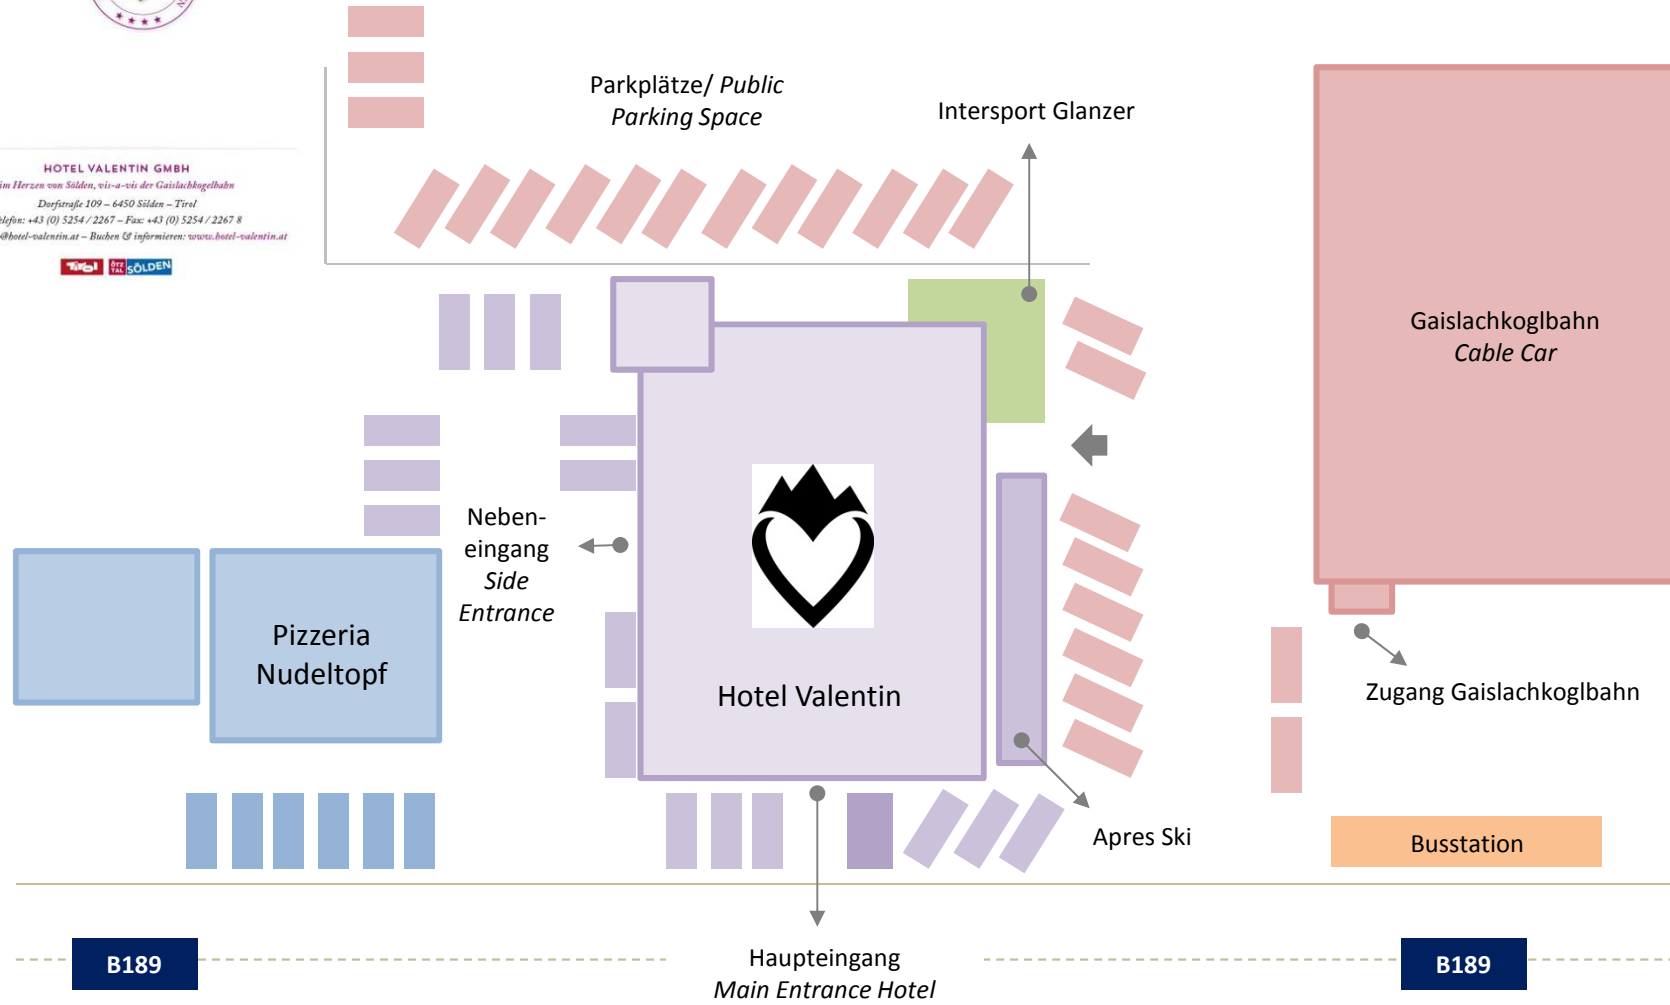 Parkplätze/ Public
Parking Space
Intersport Glanzer
HOTEL VALENTIN GMBH
im Herzen von Sölden, vis-a-vis der Gaislachkogelbahn
Dorfstraße 109 – 6450 Sölden – Tirol
+43 (0) 5254 / 2267 – Fax: +43 (0) 5254 / 2267 8
@hotel-valentin.at – Buchen & informieren: www.hotel-valentin.at
Tirol ÖTZTAL SÖLDEN
Gaislachkoglbahn
Cable Car
Neben-
eingang
Side
Entrance
Pizzeria
Nudeltopf
Hotel Valentin
Zugang Gaislachkoglbahn
Apres Ski
Busstation
B189
Haupteingang
Main Entrance Hotel
B189